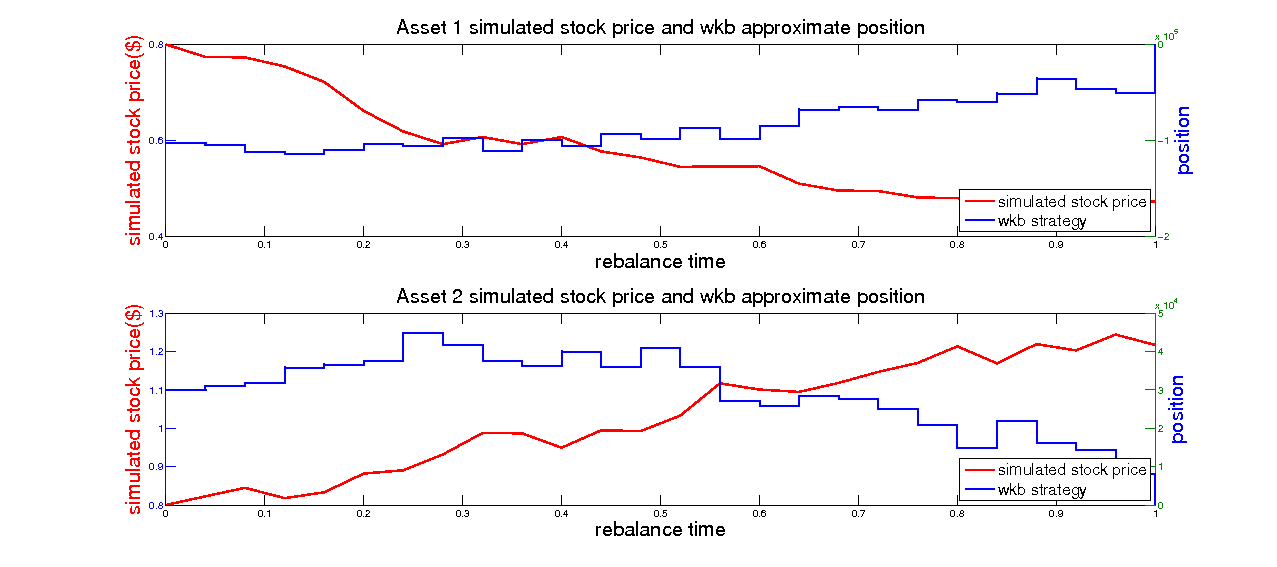 Asset 1 simulated stock price and wkb approximate position
x 10^5
simulated stock price($)
0.8
0.6
0.4
0
-1
-2
position
simulated stock price
wkb strategy
0 0.1 0.2 0.3 0.4 0.5 0.6 0.7 0.8 0.9 1
rebalance time
Asset 2 simulated stock price and wkb approximate position
x 10^4
simulated stock price($)
1.3
1.2
1.1
1
0.9
0.8
5
4
3
2
1
0
position
simulated stock price
wkb strategy
0 0.1 0.2 0.3 0.4 0.5 0.6 0.7 0.8 0.9 1
rebalance time